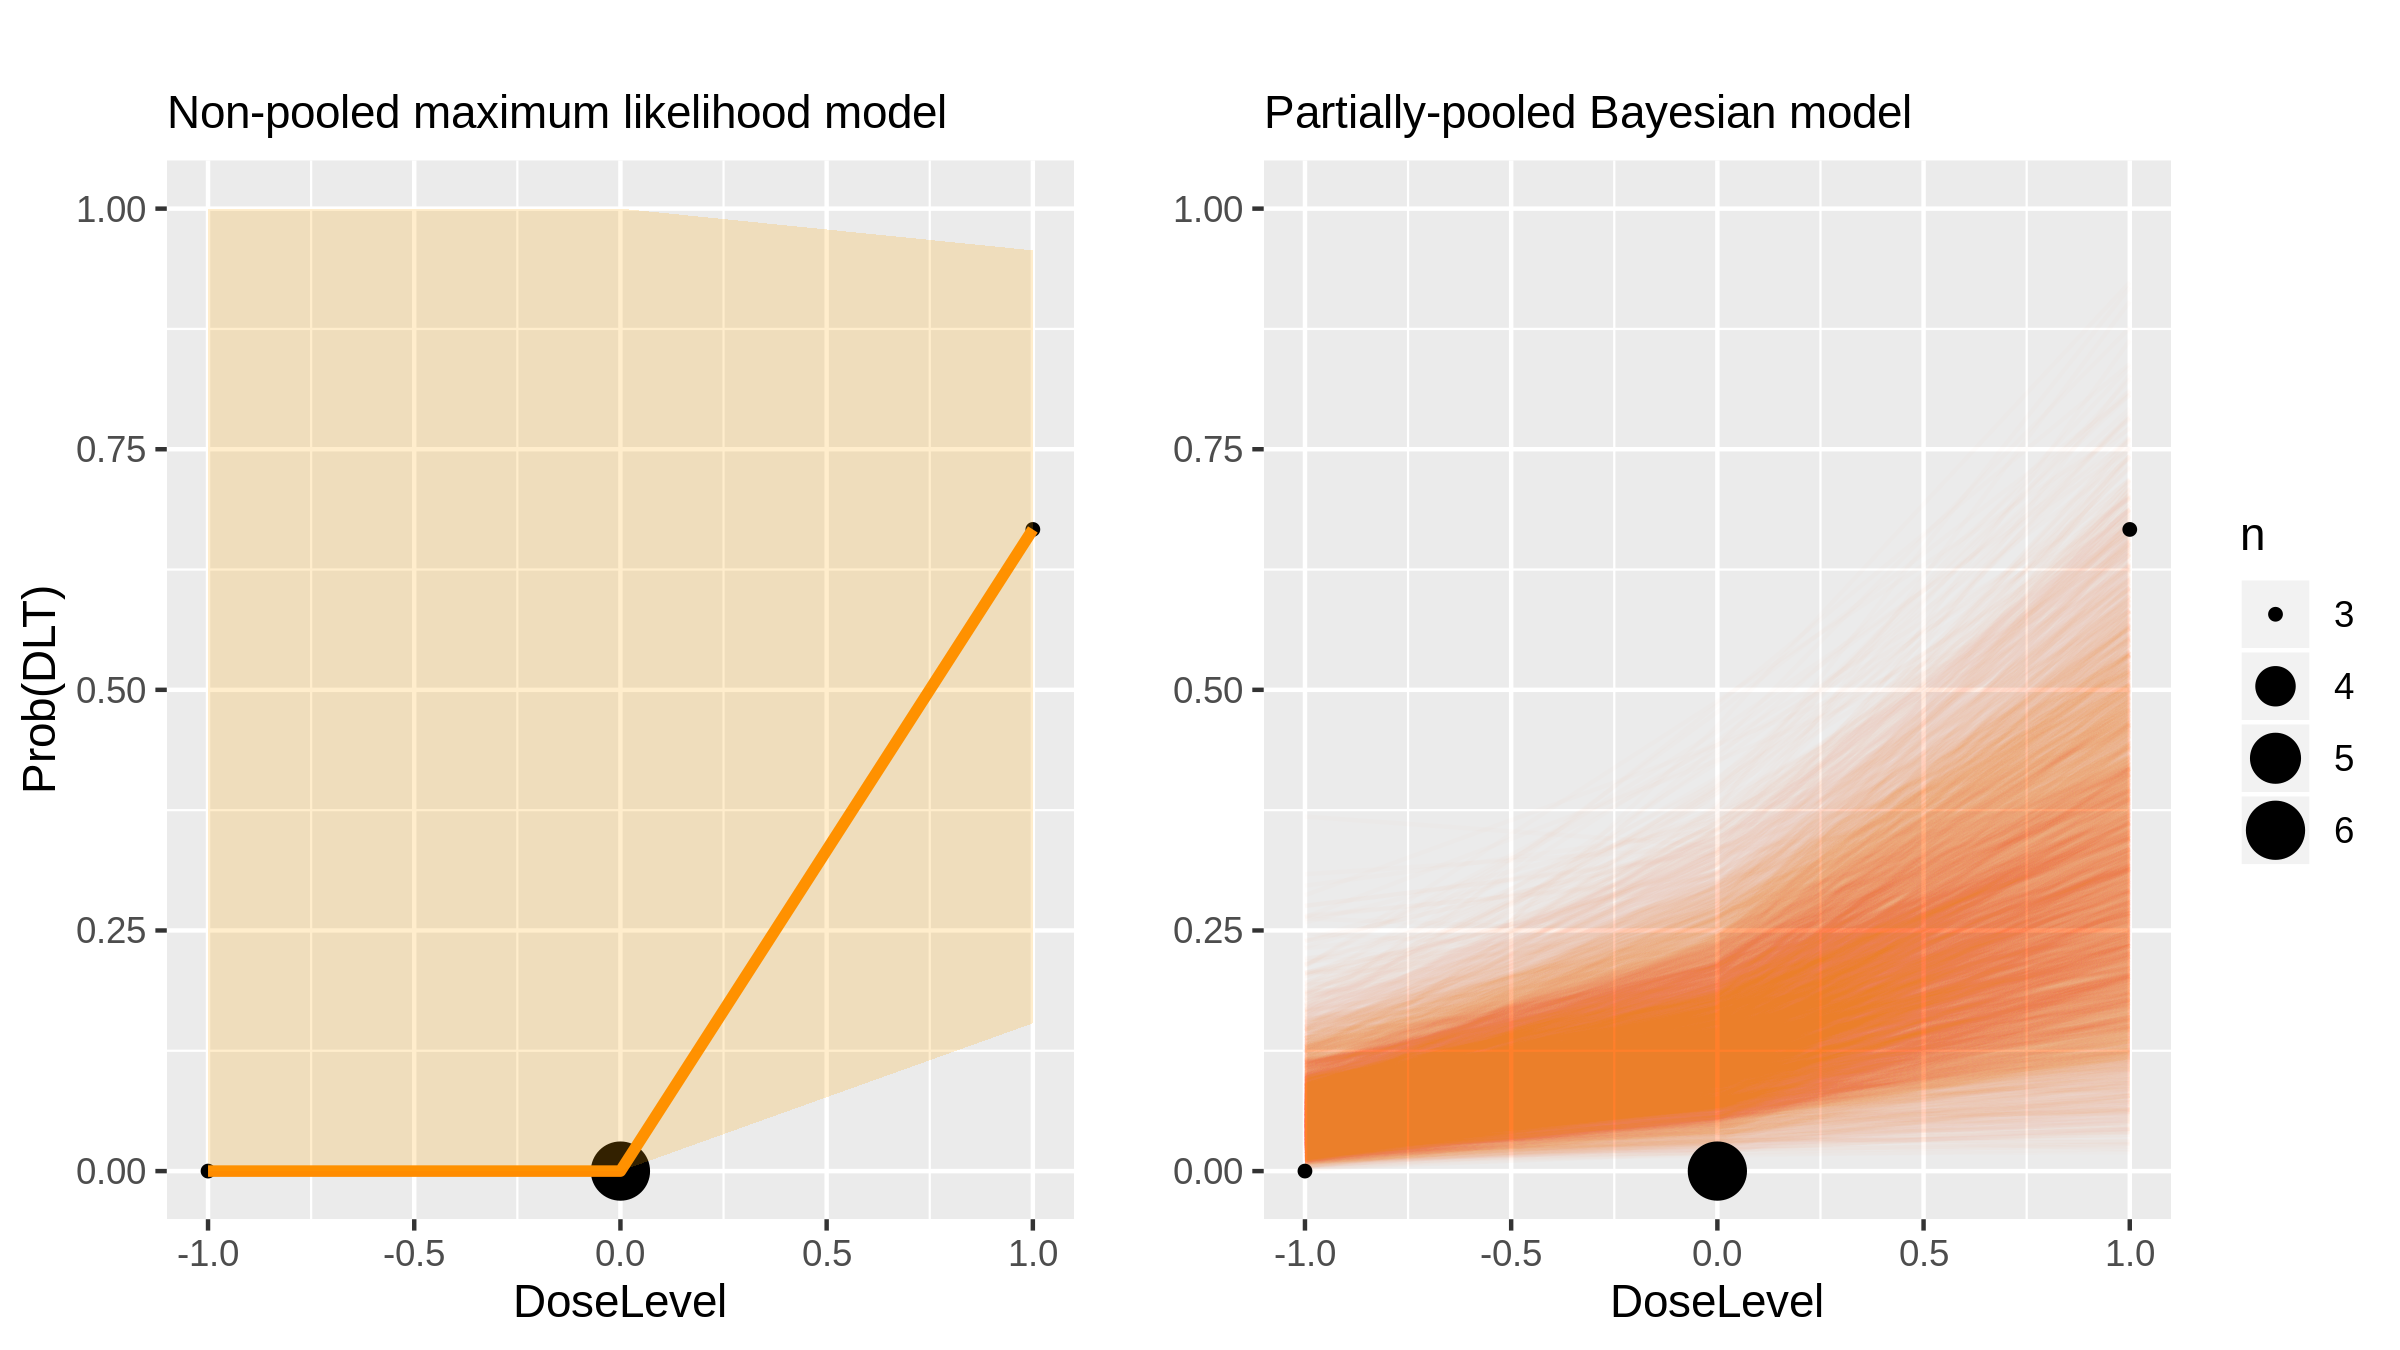 Non-pooled maximum likelihood model
Prob(DLT)
1.00
0.75
0.50
0.25
0.00
-1.0 -0.5 0.0 0.5 1.0
DoseLevel
Partially-pooled Bayesian model
1.00
0.75
0.50
0.25
0.00
-1.0 -0.5 0.0 0.5 1.0
DoseLevel
n
3
4
5
6